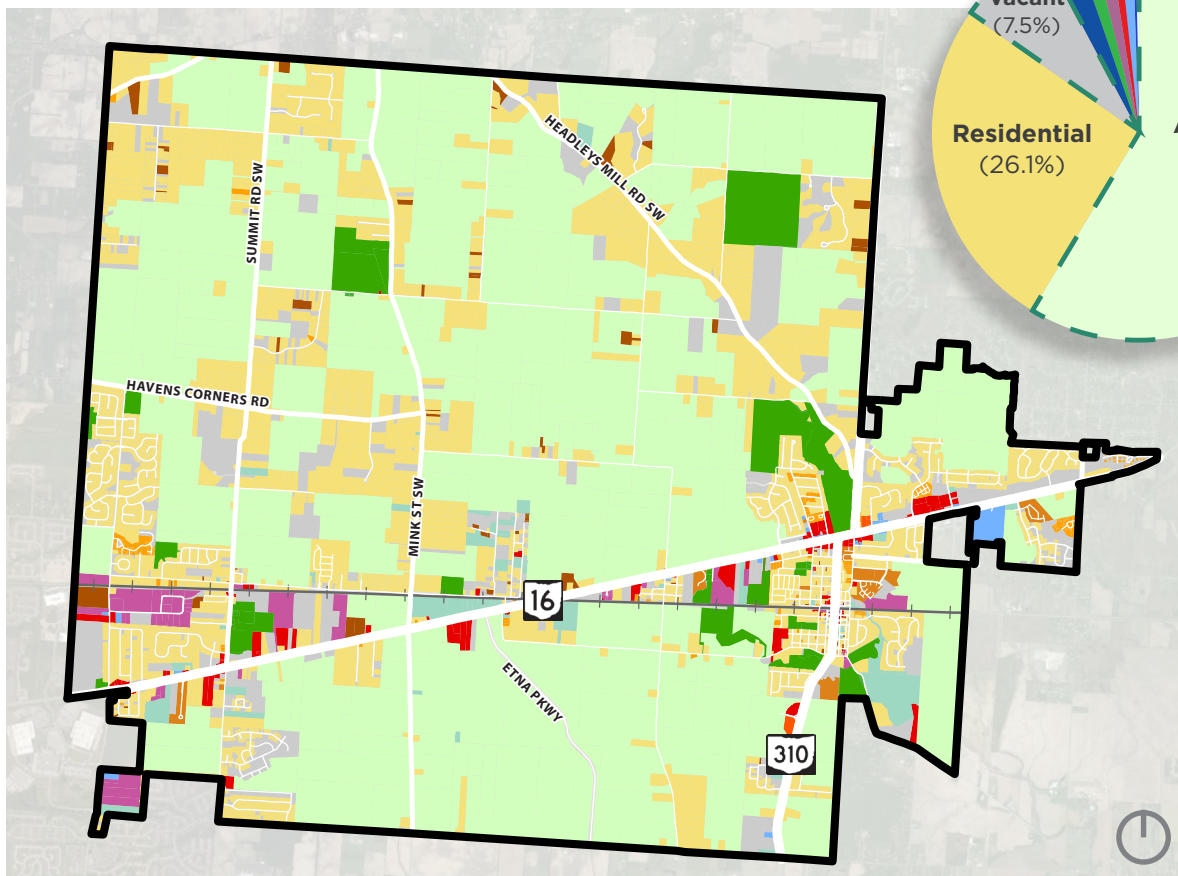 Vacant
(7.5%)
Residential
(26.1%)
HEADLEYS MILL RD SW
SUMMIT RD SW
HAVENS CORNERS RD
MINK ST SW
16
ETNA PKWY
310